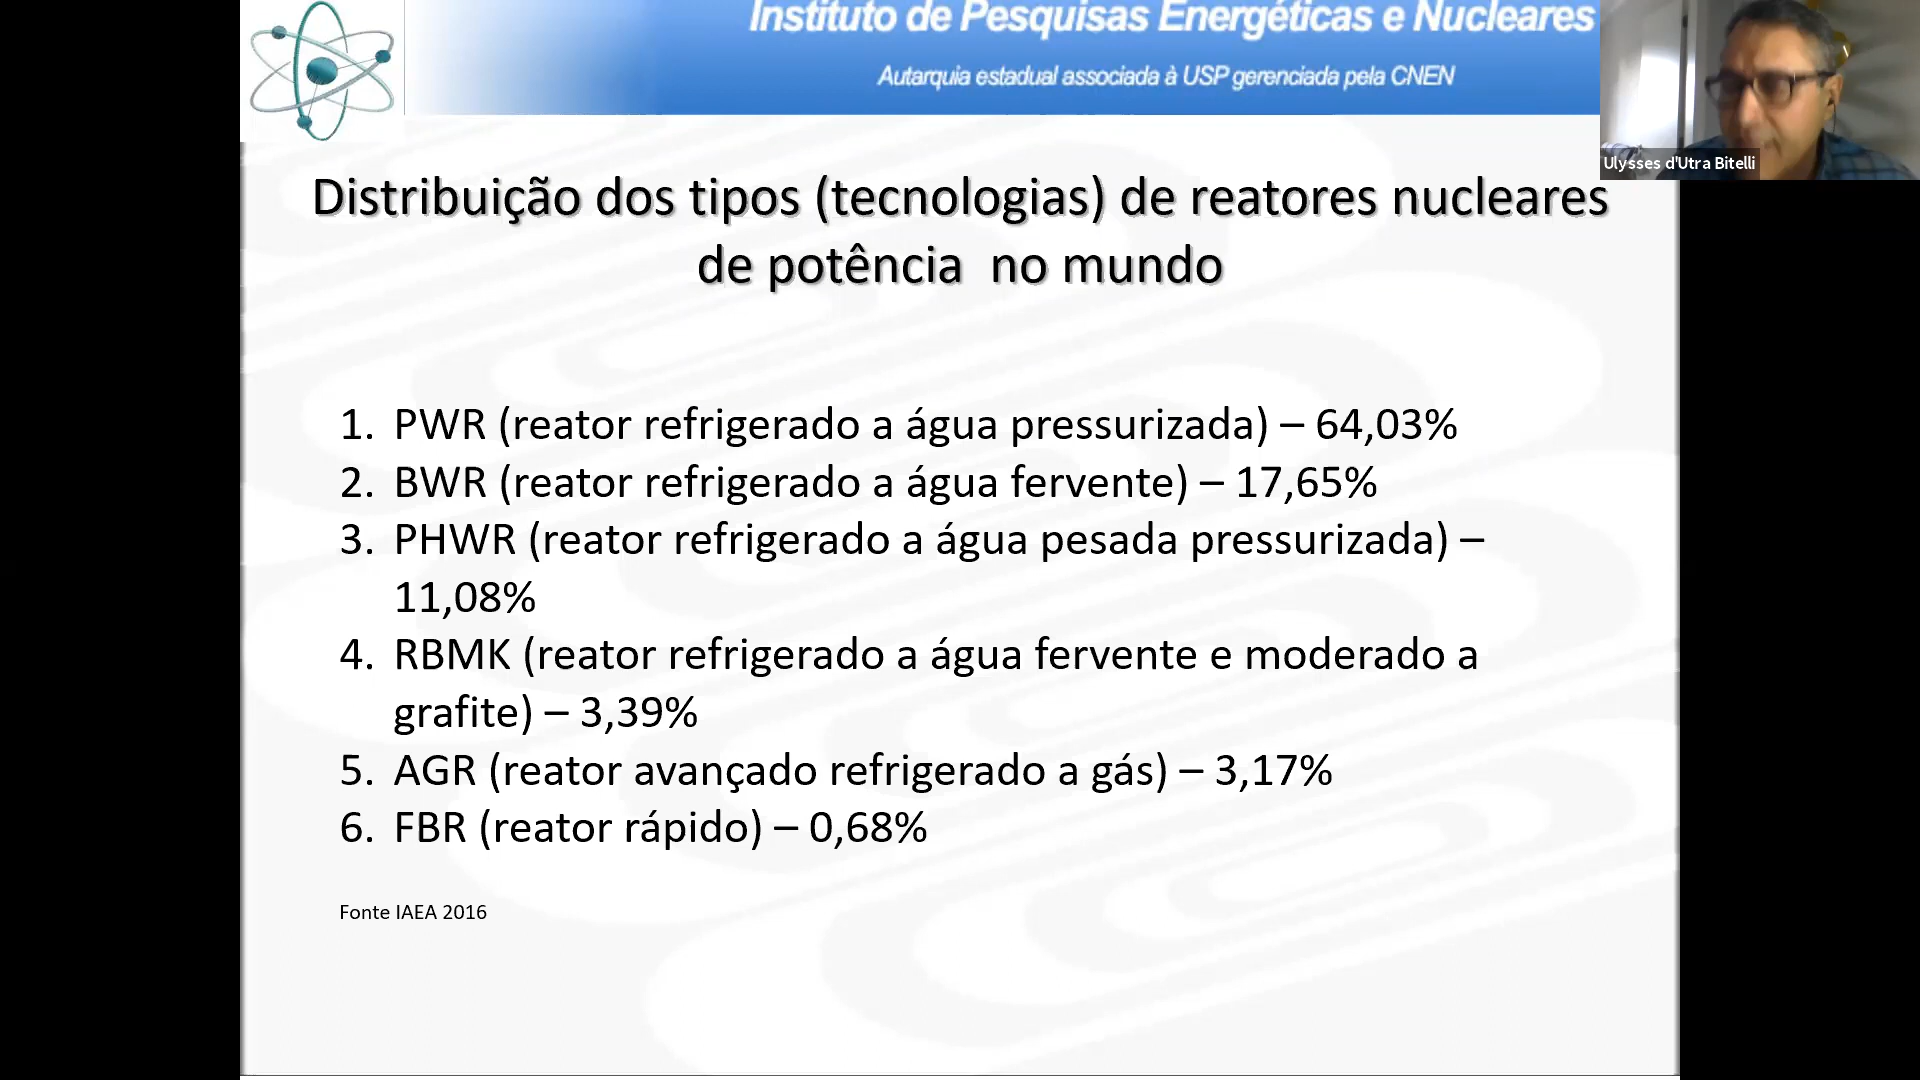 Instituto de Pesquisas Energéticas e Nucleares
Autarquia estadual associada à USP gerenciada pela CNEN
Ulysses d'Utra Bitelli
Distribuição dos tipos (tecnologias) de reatores nucleares
de potência no mundo
1. PWR (reator refrigerado a água pressurizada) – 64,03%
2. BWR (reator refrigerado a água fervente) – 17,65%
3. PHWR (reator refrigerado a água pesada pressurizada) –
11,08%
4. RBMK (reator refrigerado a água fervente e moderado a
grafite) – 3,39%
5. AGR (reator avançado refrigerado a gás) – 3,17%
6. FBR (reator rápido) – 0,68%
Fonte IAEA 2016